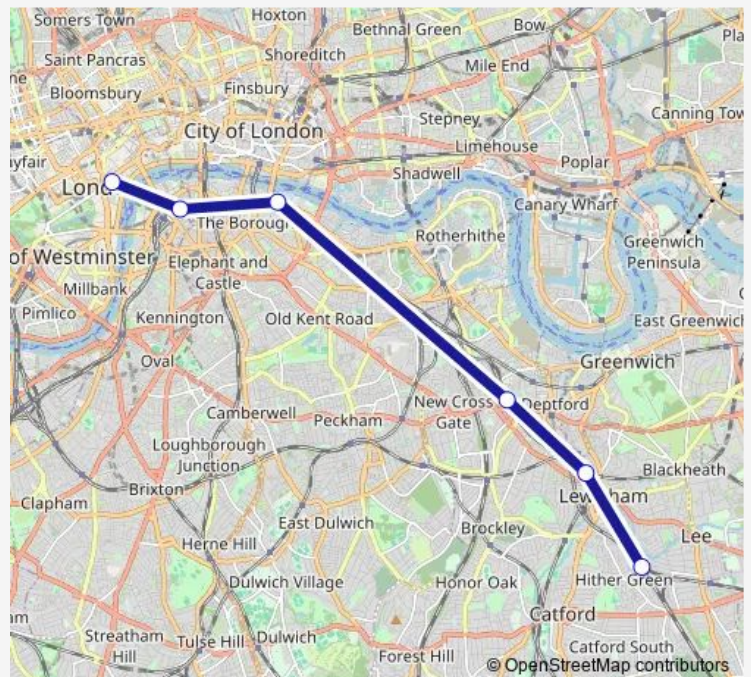 Somers Town
Hoxton
Bethnal Green
Bow
Saint Pancras
Shoreditch
Mile End
Bloomsbury
Finsbury
Stepney
City of London
Limehouse
Poplar
Shadwell
Canary Wharf
The Borough
Rotherhithe
Greenwich
Peninsula
of Westminster
Elephant and
Castle
Millbank
Pimlico
Kennington
Old Kent Road
East Greenwich
Oval
Greenwich
Camberwell
Peckham
New Cross
Gate
Deptford
Loughborough
Junction
Brixton
Clapham
Blackheath
East Dulwich
Brockley
Lee
Herne Hill
Dulwich Village
Honor Oak
Hither Green
Catford
Streatham
Hill
Tulse Hill
Dulwich
Forest Hill
Catford South
© OpenStreetMap contributors